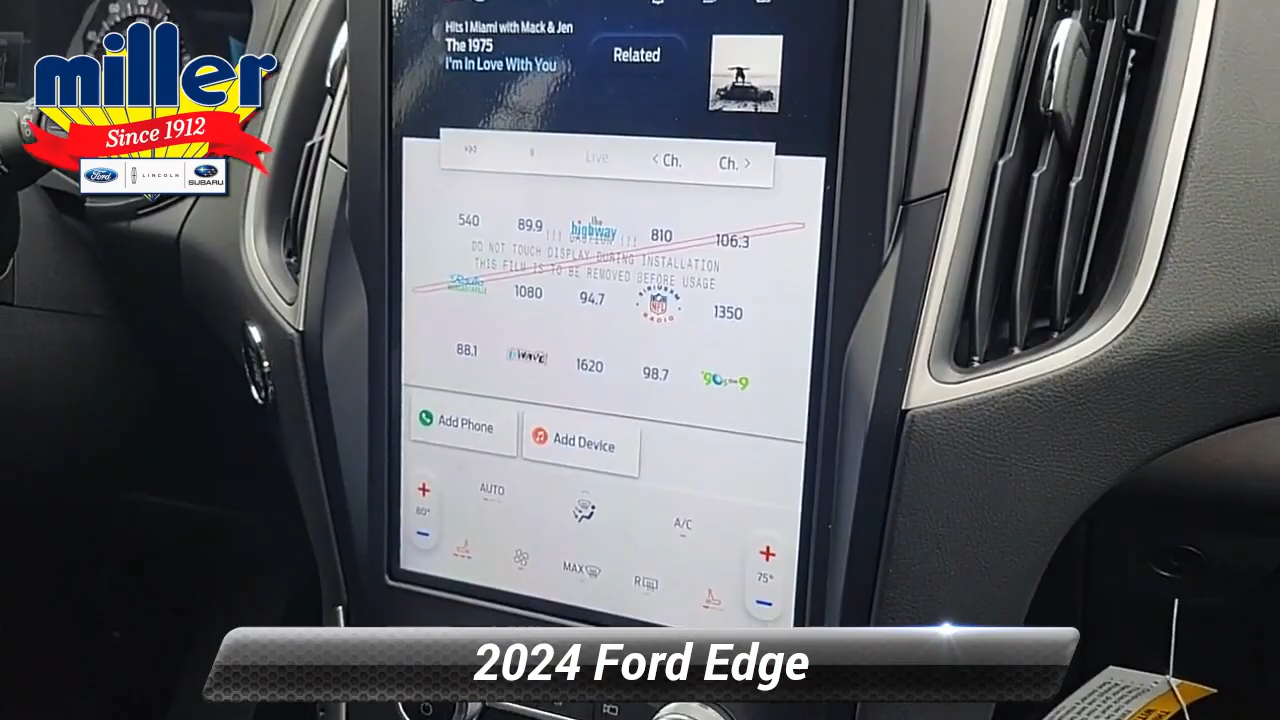 miller
Since 1912
Ford
LINCOLN
SUBARU
Hits 1 Miami with Mack & Jen
The 1975
I'm In Love With You
Related
Live
< Ch.
Ch. >
540
89.9
the highway
810
106.3
!!! CAUTION !!!
DO NOT TOUCH DISPLAY DURING INSTALLATION
THIS FILM IS TO BE REMOVED BEFORE USAGE
1080
94.7
SIRIUSXM
NFL
RADIO
1350
88.1
WAVE
1620
98.7
'90s on 9
Add Phone
Add Device
80°
AUTO
A/C
MAX
R
75°
2024 Ford Edge